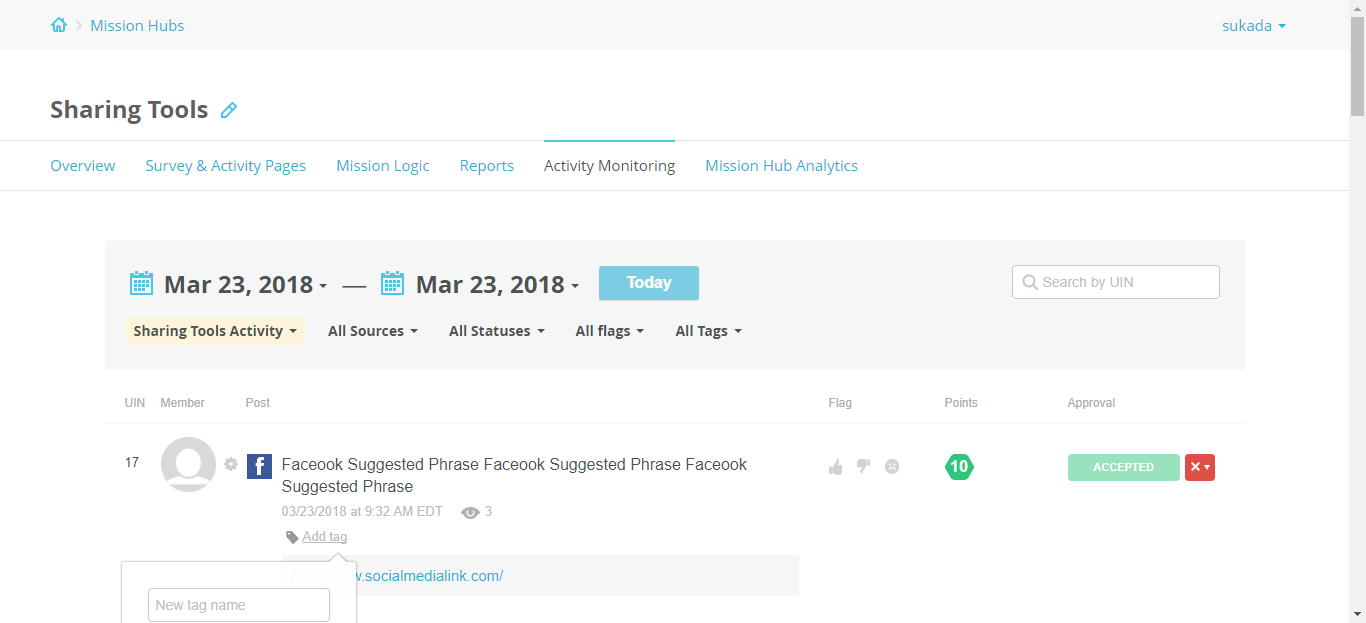 Mission Hubs
sukada
Sharing Tools
Overview Survey & Activity Pages Mission Logic Reports Activity Monitoring Mission Hub Analytics
Mar 23, 2018 — Mar 23, 2018 Today Search by UIN
Sharing Tools Activity All Sources All Statuses All flags All Tags
UIN Member Post Flag Points Approval
17 Faceook Suggested Phrase Faceook Suggested Phrase Faceook 10 ACCEPTED
Suggested Phrase
03/23/2018 at 9:32 AM EDT 3
Add tag
.socialmedialink.com/
New tag name